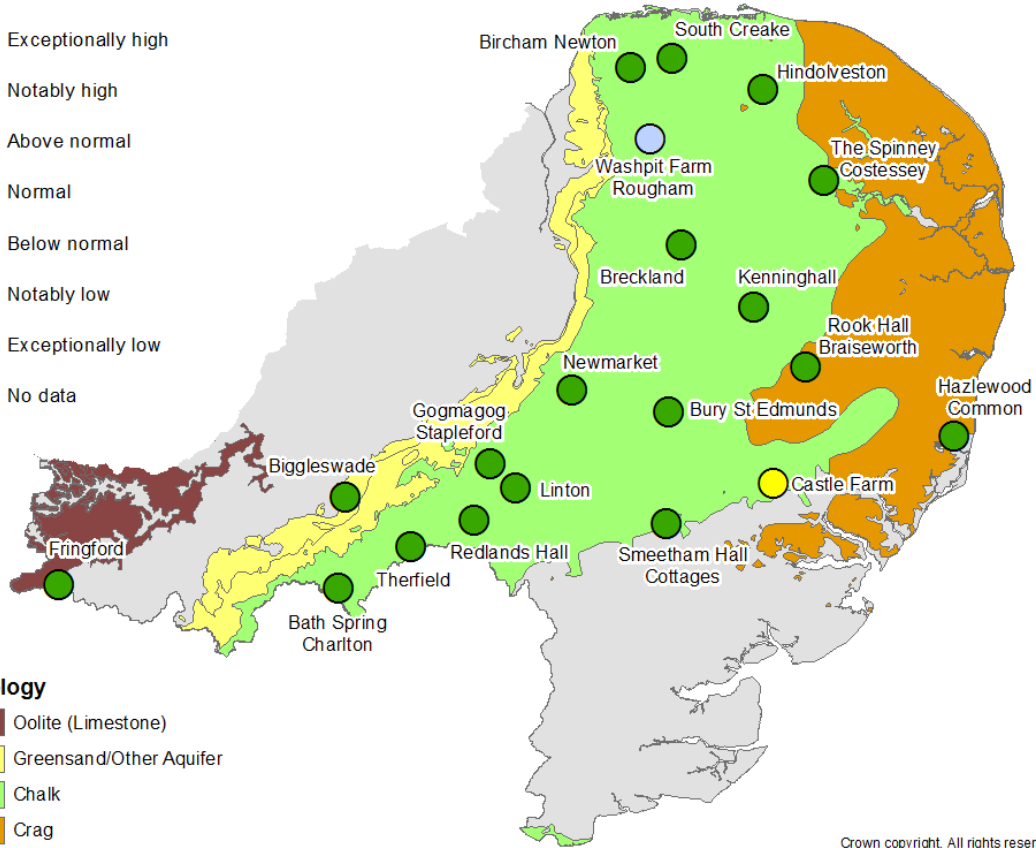 Exceptionally high
Notably high
Above normal
Normal
Below normal
Notably low
Exceptionally low
No data
Bircham Newton
South Creake
Hindolveston
Washpit Farm
Rougham
The Spinney
Costessey
Breckland
Kenninghall
Rook Hall
Braiseworth
Newmarket
Hazlewood
Common
Gogmagog
Stapleford
Bury St Edmunds
Biggleswade
Linton
Castle Farm
Fringford
Redlands Hall
Smeetham Hall
Cottages
Therfield
Bath Spring
Charlton
logy
Oolite (Limestone)
Greensand/Other Aquifer
Chalk
Crag
Crown copyright. All rights reser